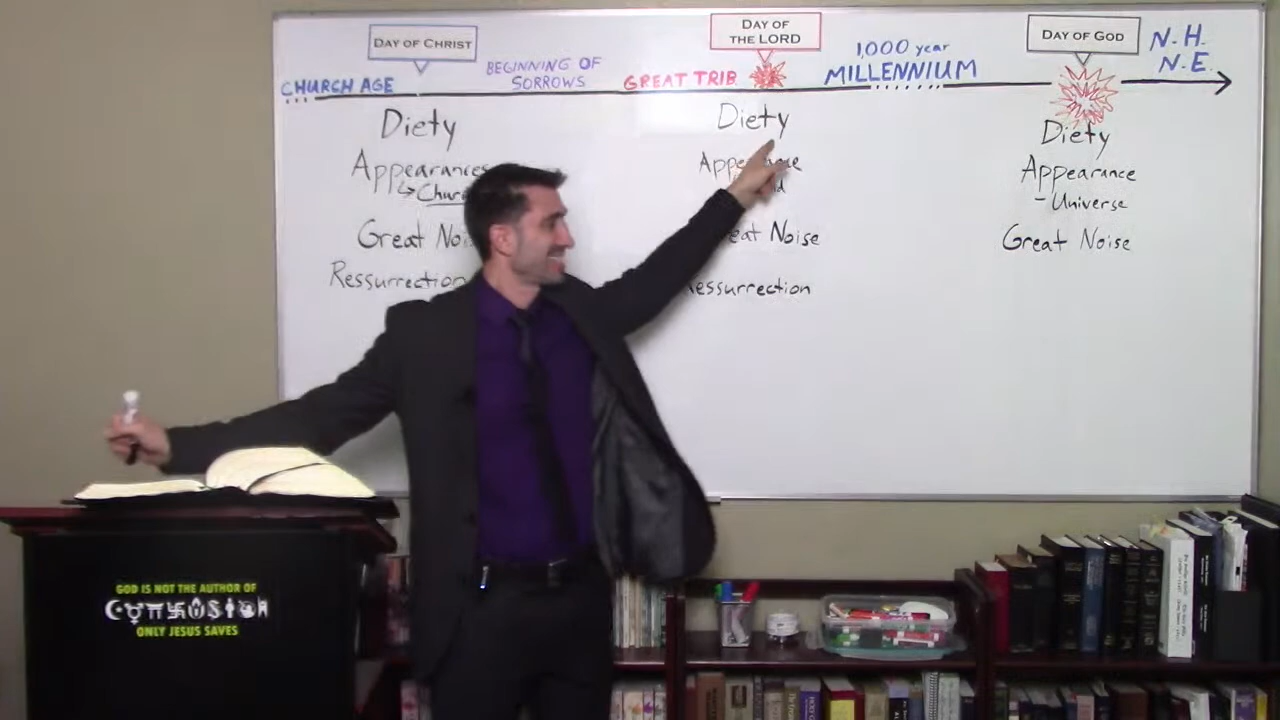 DAY OF CHRIST
DAY OF
THE LORD
DAY OF GOD
CHURCH AGE
BEGINNING OF
SORROWS
GREAT TRIB
1,000 year
MILLENNIUM
N.H.
N.E.
Diety
Appearances
Great
Ressurrection
Diety
Noise
Diety
Appearance
- Universe
Great Noise
GOD IS NOT THE AUTHOR OF
ONLY JESUS SAVES